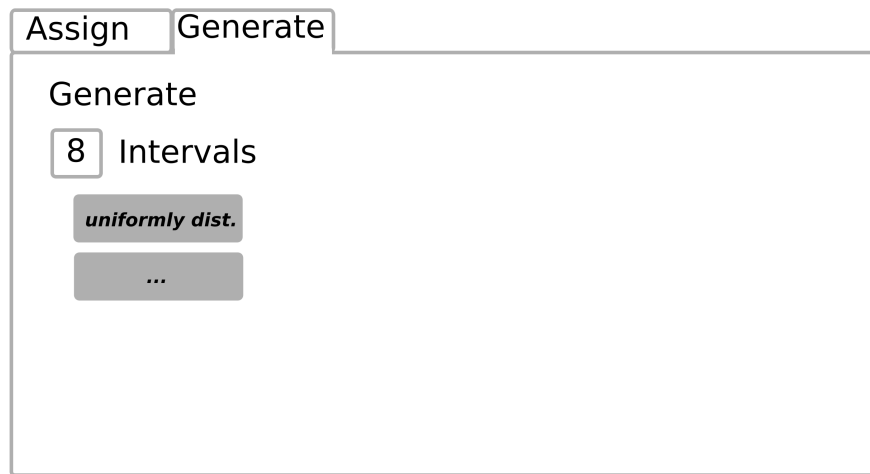 Assign Generate
Generate
8 Intervals
uniformly dist.
...